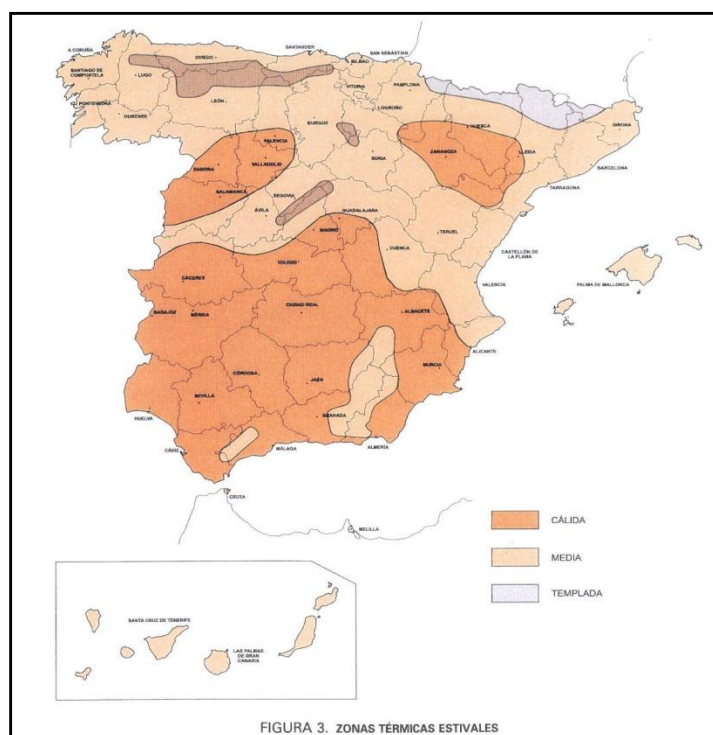 A CORUÑA
OVIEDO
SANTANDER
BILBAO
SAN SEBASTIAN
SANTIAGO DE
COMPORTELA
LUGO
VITORIA
PAMPLONA
LEÓN
LOGROÑO
PONTEVEDRA
OURENSE
BURGOS
HUESCA
GIRONA
PALENCIA
ZAMORA
VALLADOLID
SORIA
ZARAGOZA
LLEIDA
BARCELONA
TARRAGONA
SALAMANCA
SEGOVIA
ÁVILA
GUADALAJARA
MADRID
TERUEL
CUENCA
CASTELLÓN DE
LA PLANA
TOLEDO
CÁCERES
VALENCIA
PALMA DE MALLORCA
BADAJOZ
MÉRIDA
CIUDAD REAL
ALBACETE
ALICANTE
MURCIA
CÓRDOBA
JAÉN
SEVILLA
HUELVA
GRANADA
CÁDIZ
MÁLAGA
ALMERÍA
CEUTA
MELILLA
CÁLIDA
MEDIA
TEMPLADA
SANTA CRUZ DE TENERIFE
LAS PALMAS
DE GRAN
CANARIA
FIGURA 3. ZONAS TÉRMICAS ESTIVALES